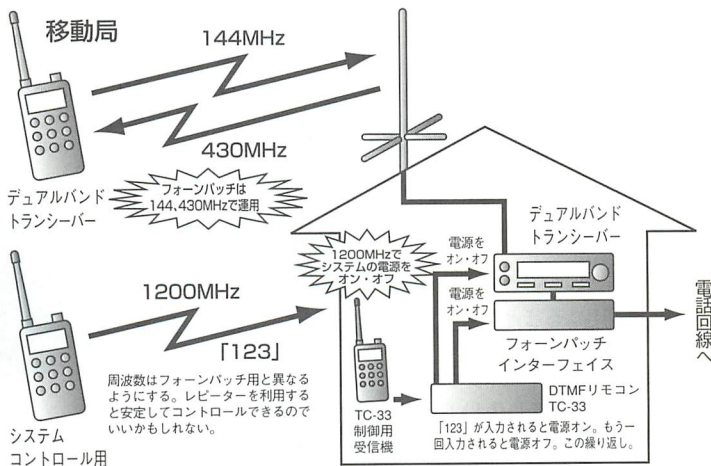 移動局
144MHz
430MHz
デュアルバンド
トランシーバー
フォーンパッチは
144、430MHzで運用
1200MHzで
システムの電源を
オン・オフ
デュアルバンド
トランシーバー
電源を
オン・オフ
電源を
オン・オフ
フォーンパッチ
インターフェイス
電話回線へ
1200MHz
「123」
周波数はフォーンパッチ用と異なる
ようにする。レピーターを利用する
と安定してコントロールできるので
いいかもしれない。
システム
コントロール用
TC-33
制御用
受信機
DTMFリモコン
TC-33
「123」が入力されると電源オン。もう一
回入力されると電源オフ。この繰り返し。